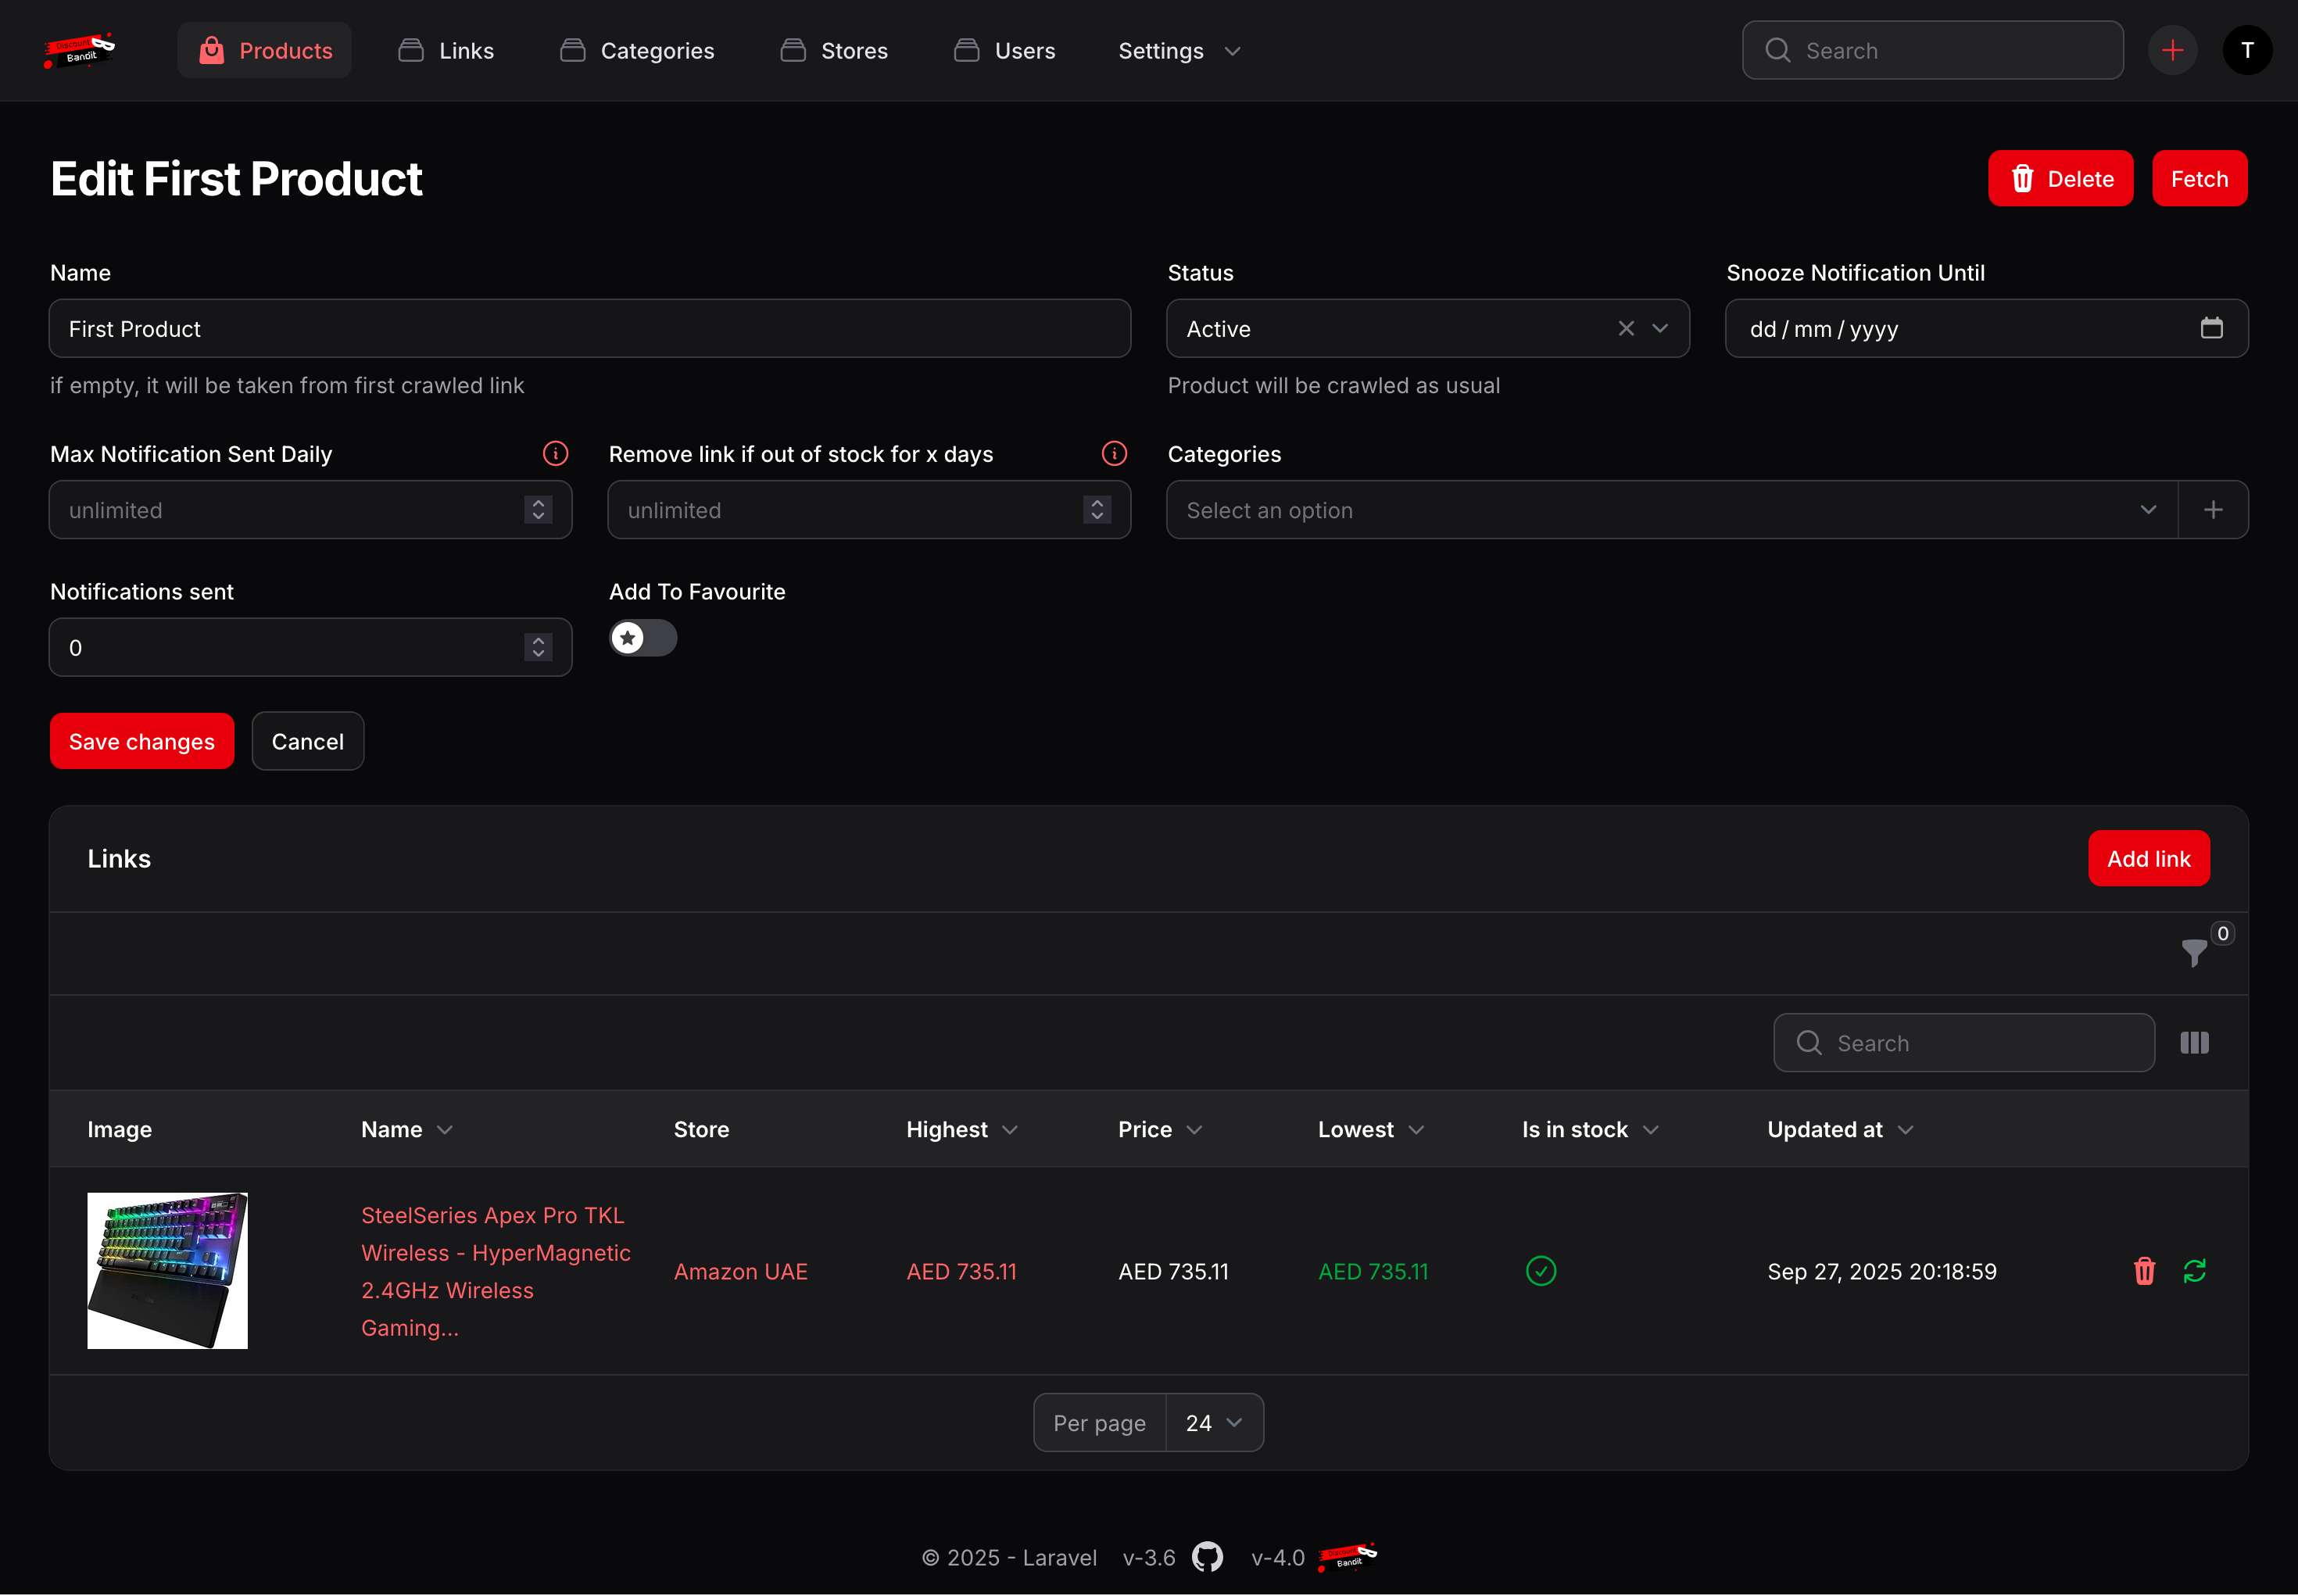 Discount
Bandit
Products
Links
Categories
Stores
Users
Settings
Search
T
Edit First Product
Delete
Fetch
Name
Status
Snooze Notification Until
First Product
Active
dd / mm / yyyy
if empty, it will be taken from first crawled link
Product will be crawled as usual
Max Notification Sent Daily
Remove link if out of stock for x days
Categories
unlimited
unlimited
Select an option
Notifications sent
Add To Favourite
0
Save changes
Cancel
Links
Add link
0
Search
Image
Name
Store
Highest
Price
Lowest
Is in stock
Updated at
SteelSeries Apex Pro TKL
Wireless - HyperMagnetic
2.4GHz Wireless
Gaming...
Amazon UAE
AED 735.11
AED 735.11
AED 735.11
Sep 27, 2025 20:18:59
Per page
24
© 2025 - Laravel
v-3.6
v-4.0
Discount
Bandit